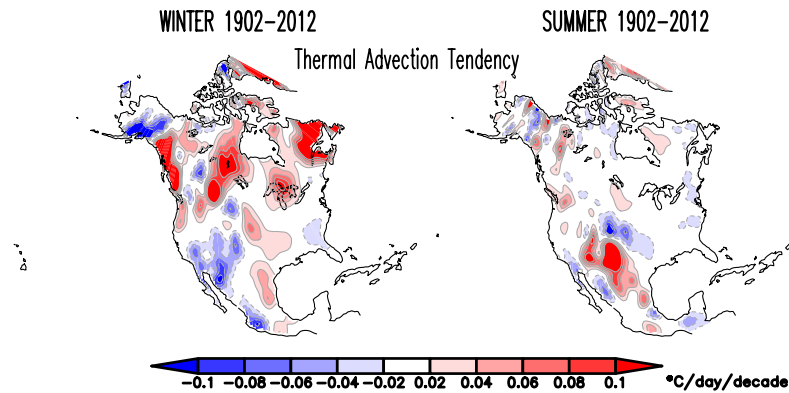 WINTER 1902-2012 SUMMER 1902-2012
Thermal Advection Tendency
-0.1 -0.08 -0.06 -0.04 -0.02 0.02 0.04 0.06 0.08 0.1 °C/day/decade